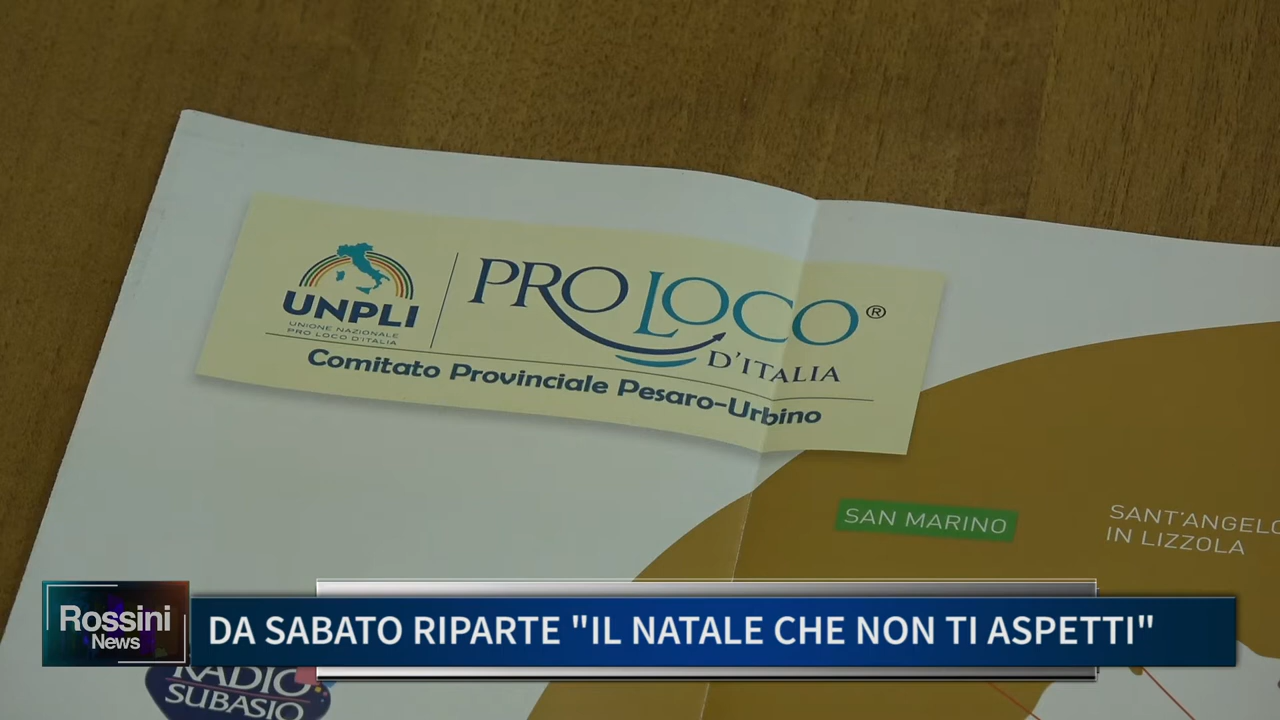 UNPLI
UNIONE NAZIONALE
PRO LOCO D'ITALIA
PRO LOCO®
D'ITALIA
Comitato Provinciale Pesaro-Urbino
SAN MARINO
SANT'ANGELO
IN LIZZOLA
Rossini
News
DA SABATO RIPARTE "IL NATALE CHE NON TI ASPETTI"
RADIO
SUBASIO